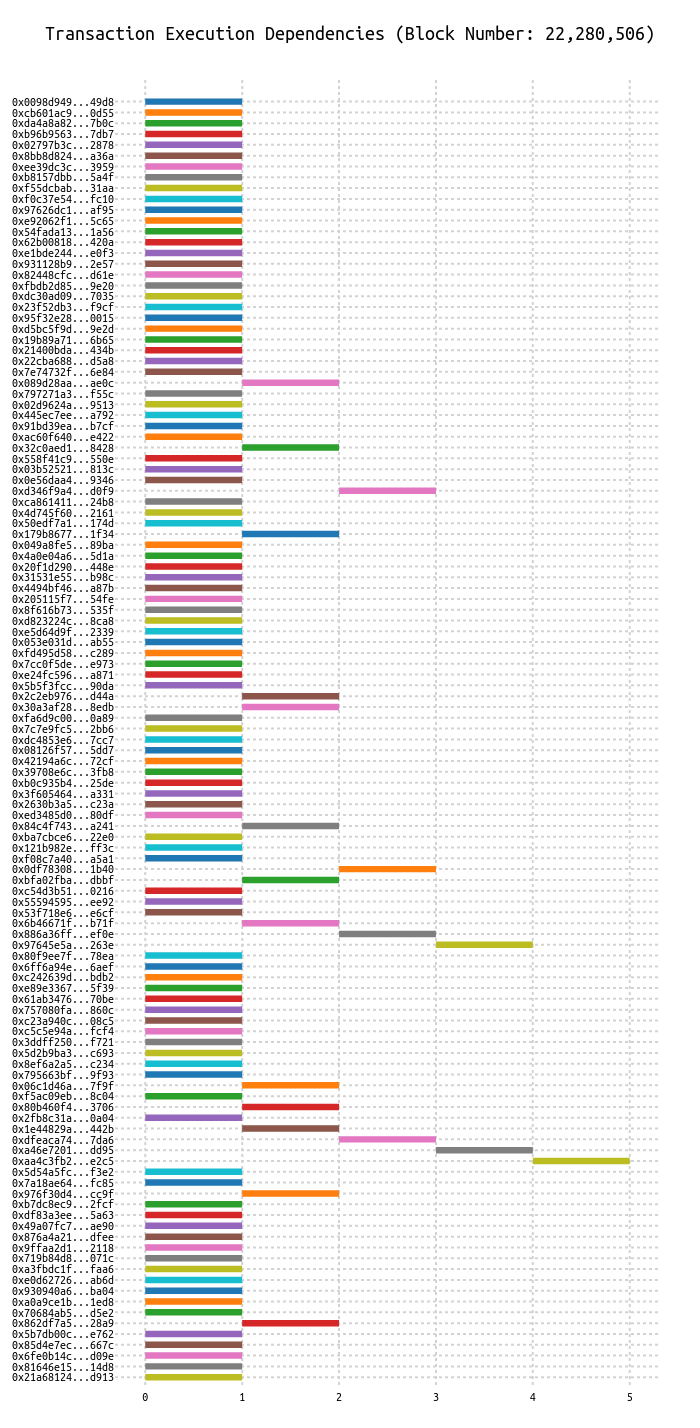 Transaction Execution Dependencies (Block Number: 22,280,506)
0x0098d949...49d8
0xcb601ac9...0d55
0xda4a8a82...7b0c
0xb96b9563...7db7
0x02797b3c...2878
0x8bb8d824...a36a
0xee39dc3c...3959
0xb8157dbb...5a4f
0xf55dcbab...31aa
0xf0c37e54...fc10
0x97626dc1...af95
0xe92062f1...5c65
0x54fada13...1a56
0x62b00818...420a
0xe1bde244...e0f3
0x931128b9...2e57
0x82448cfc...d61e
0xfbdb2d85...9e20
0xdc30ad09...7035
0x23f52db3...f9cf
0x95f32e28...0015
0xd5bc5f9d...9e2d
0x19b89a71...6b65
0x21400bda...434b
0x22cba688...d5a8
0x7e74732f...6e84
0x089d28aa...ae0c
0x797271a3...f55c
0x02d9624a...9513
0x445ec7ee...a792
0x91bd39ea...b7cf
0xac60f640...e422
0x32c0aed1...8428
0x558f41c9...550e
0x03b52521...813c
0x0e56daa4...9346
0xd346f9a4...d0f9
0xca861411...24b8
0x4d745f60...2161
0x50edf7a1...174d
0x179b8677...1f34
0x049a8fe5...89ba
0x4a0e04a6...5d1a
0x20f1d290...448e
0x31531e55...b98c
0x4494bf46...a87b
0x205115f7...54fe
0x8f616b73...535f
0xd823224c...8ca8
0xe5d64d9f...2339
0x053e031d...ab55
0xfd495d58...c289
0x7cc0f5de...e973
0xe24fc596...a871
0x5b5f3fcc...90da
0x2c2eb976...d44a
0x30a3af28...8edb
0xfa6d9c00...0a89
0x7c7e9fc5...2bb6
0xdc4853e6...7cc7
0x08126f57...5dd7
0x42194a6c...72cf
0x39708e6c...3fb8
0xb0c935b4...25de
0x3f605464...a331
0x2630b3a5...c23a
0xed3485d0...80df
0x84c4f743...a241
0xba7cbce6...22e0
0x121b982e...ff3c
0xf08c7a40...a5a1
0x0df78308...1b40
0xbfa02fba...dbbf
0xc54d3b51...0216
0x55594595...ee92
0x53f718e6...e6cf
0x6b46671f...b71f
0x886a36ff...ef0e
0x97645e5a...263e
0x80f9ee7f...78ea
0x6ff6a94e...6aef
0xc242639d...bdb2
0xe89e3367...5f39
0x61ab3476...70be
0x757080fa...860c
0xc23a940c...08c5
0xc5c5e94a...fcf4
0x3ddff250...f721
0x5d2b9ba3...c693
0x8ef6a2a5...c234
0x795663bf...9f93
0x06c1d46a...7f9f
0xf5ac09eb...8c04
0x80b460f4...3706
0x2fb8c31a...0a04
0x1e44829a...442b
0xdfeaca74...7da6
0xa46e7201...dd95
0xaa4c3fb2...e2c5
0x5d54a5fc...f3e2
0x7a18ae64...fc85
0x976f30d4...cc9f
0xb7dc8ec9...2fcf
0xdf83a3ee...5a63
0x49a07fc7...ae90
0x876a4a21...dfee
0x9ffaa2d1...2118
0x719b84d8...071c
0xa3fbdc1f...faa6
0xe0d62726...ab6d
0x930940a6...ba04
0xa0a9ce1b...1ed8
0x70684ab5...d5e2
0x862df7a5...28a9
0x5b7db00c...e762
0x85d4e7ec...667c
0x6fe0b14c...d09e
0x81646e15...14d8
0x21a68124...d913
0 1 2 3 4 5